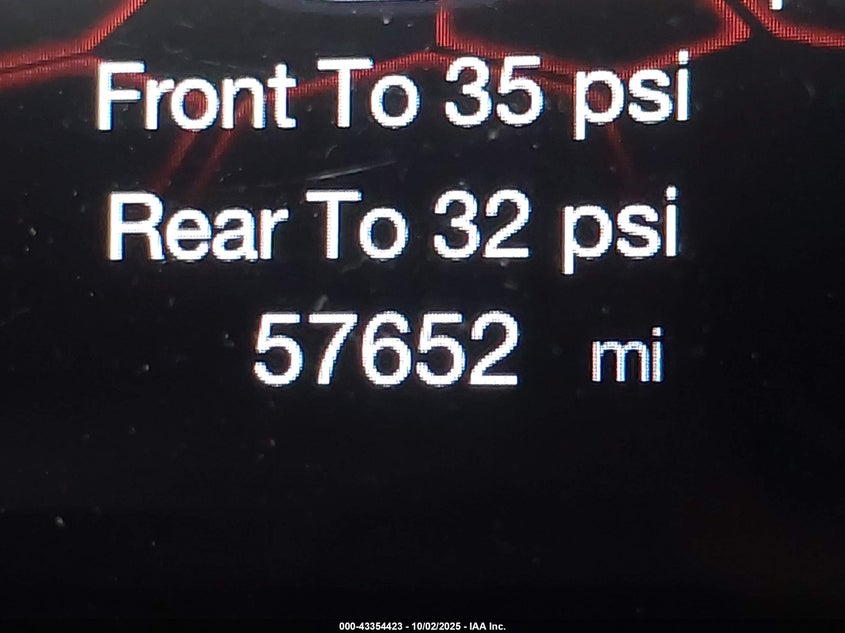 Front To 35 psi
Rear To 32 psi
57652 mi
000-43354423 - 10/02/2025 - IAA Inc.